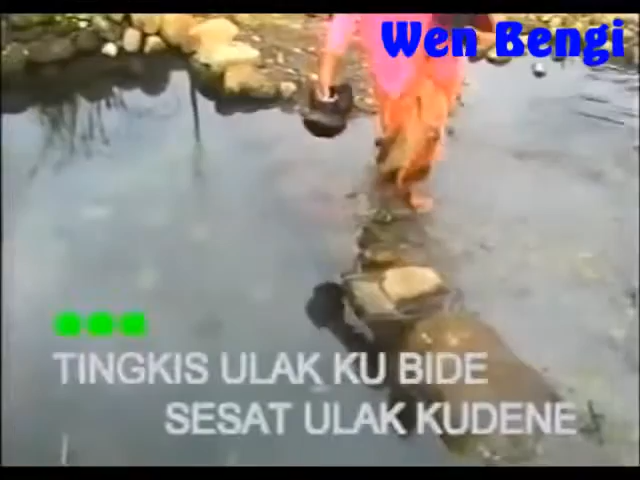 Wen Bengi
TINGKIS ULAK KU BIDE
SESAT ULAK KUDENE